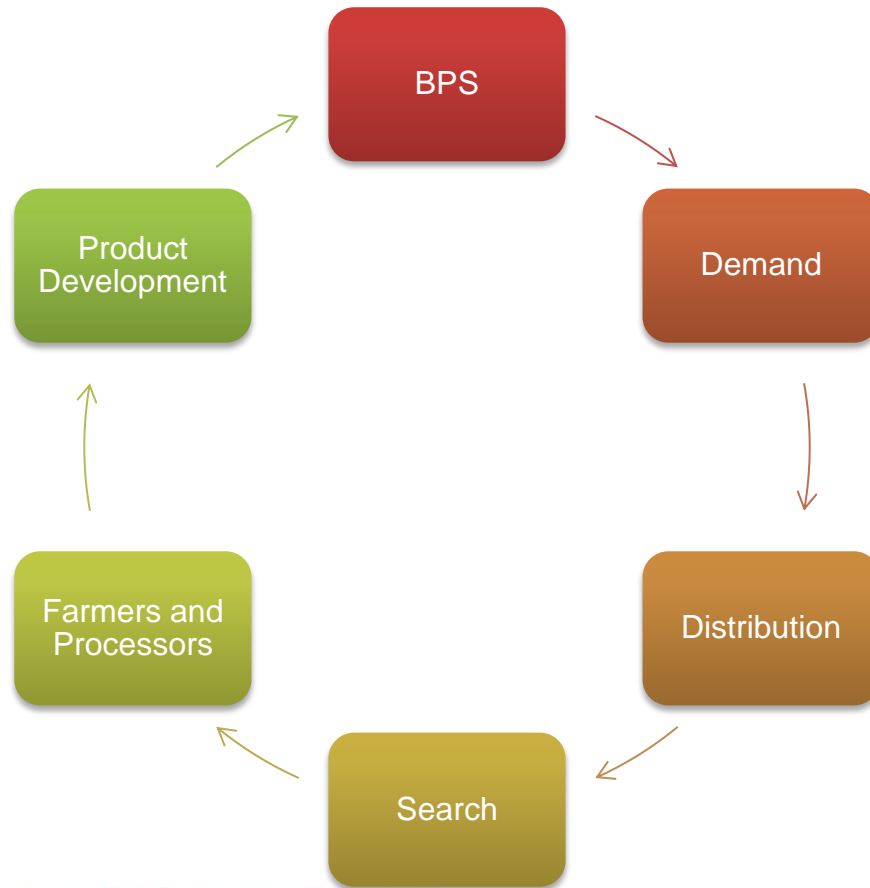 BPS
Demand
Distribution
Search
Farmers and
Processors
Product
Development